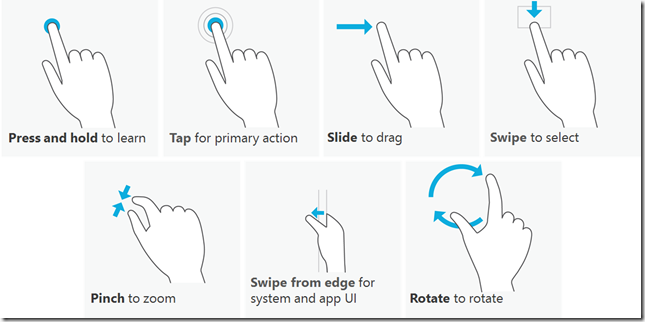 Press and hold to learn
Tap for primary action
Slide to drag
Swipe to select
Pinch to zoom
Swipe from edge for
system and app UI
Rotate to rotate